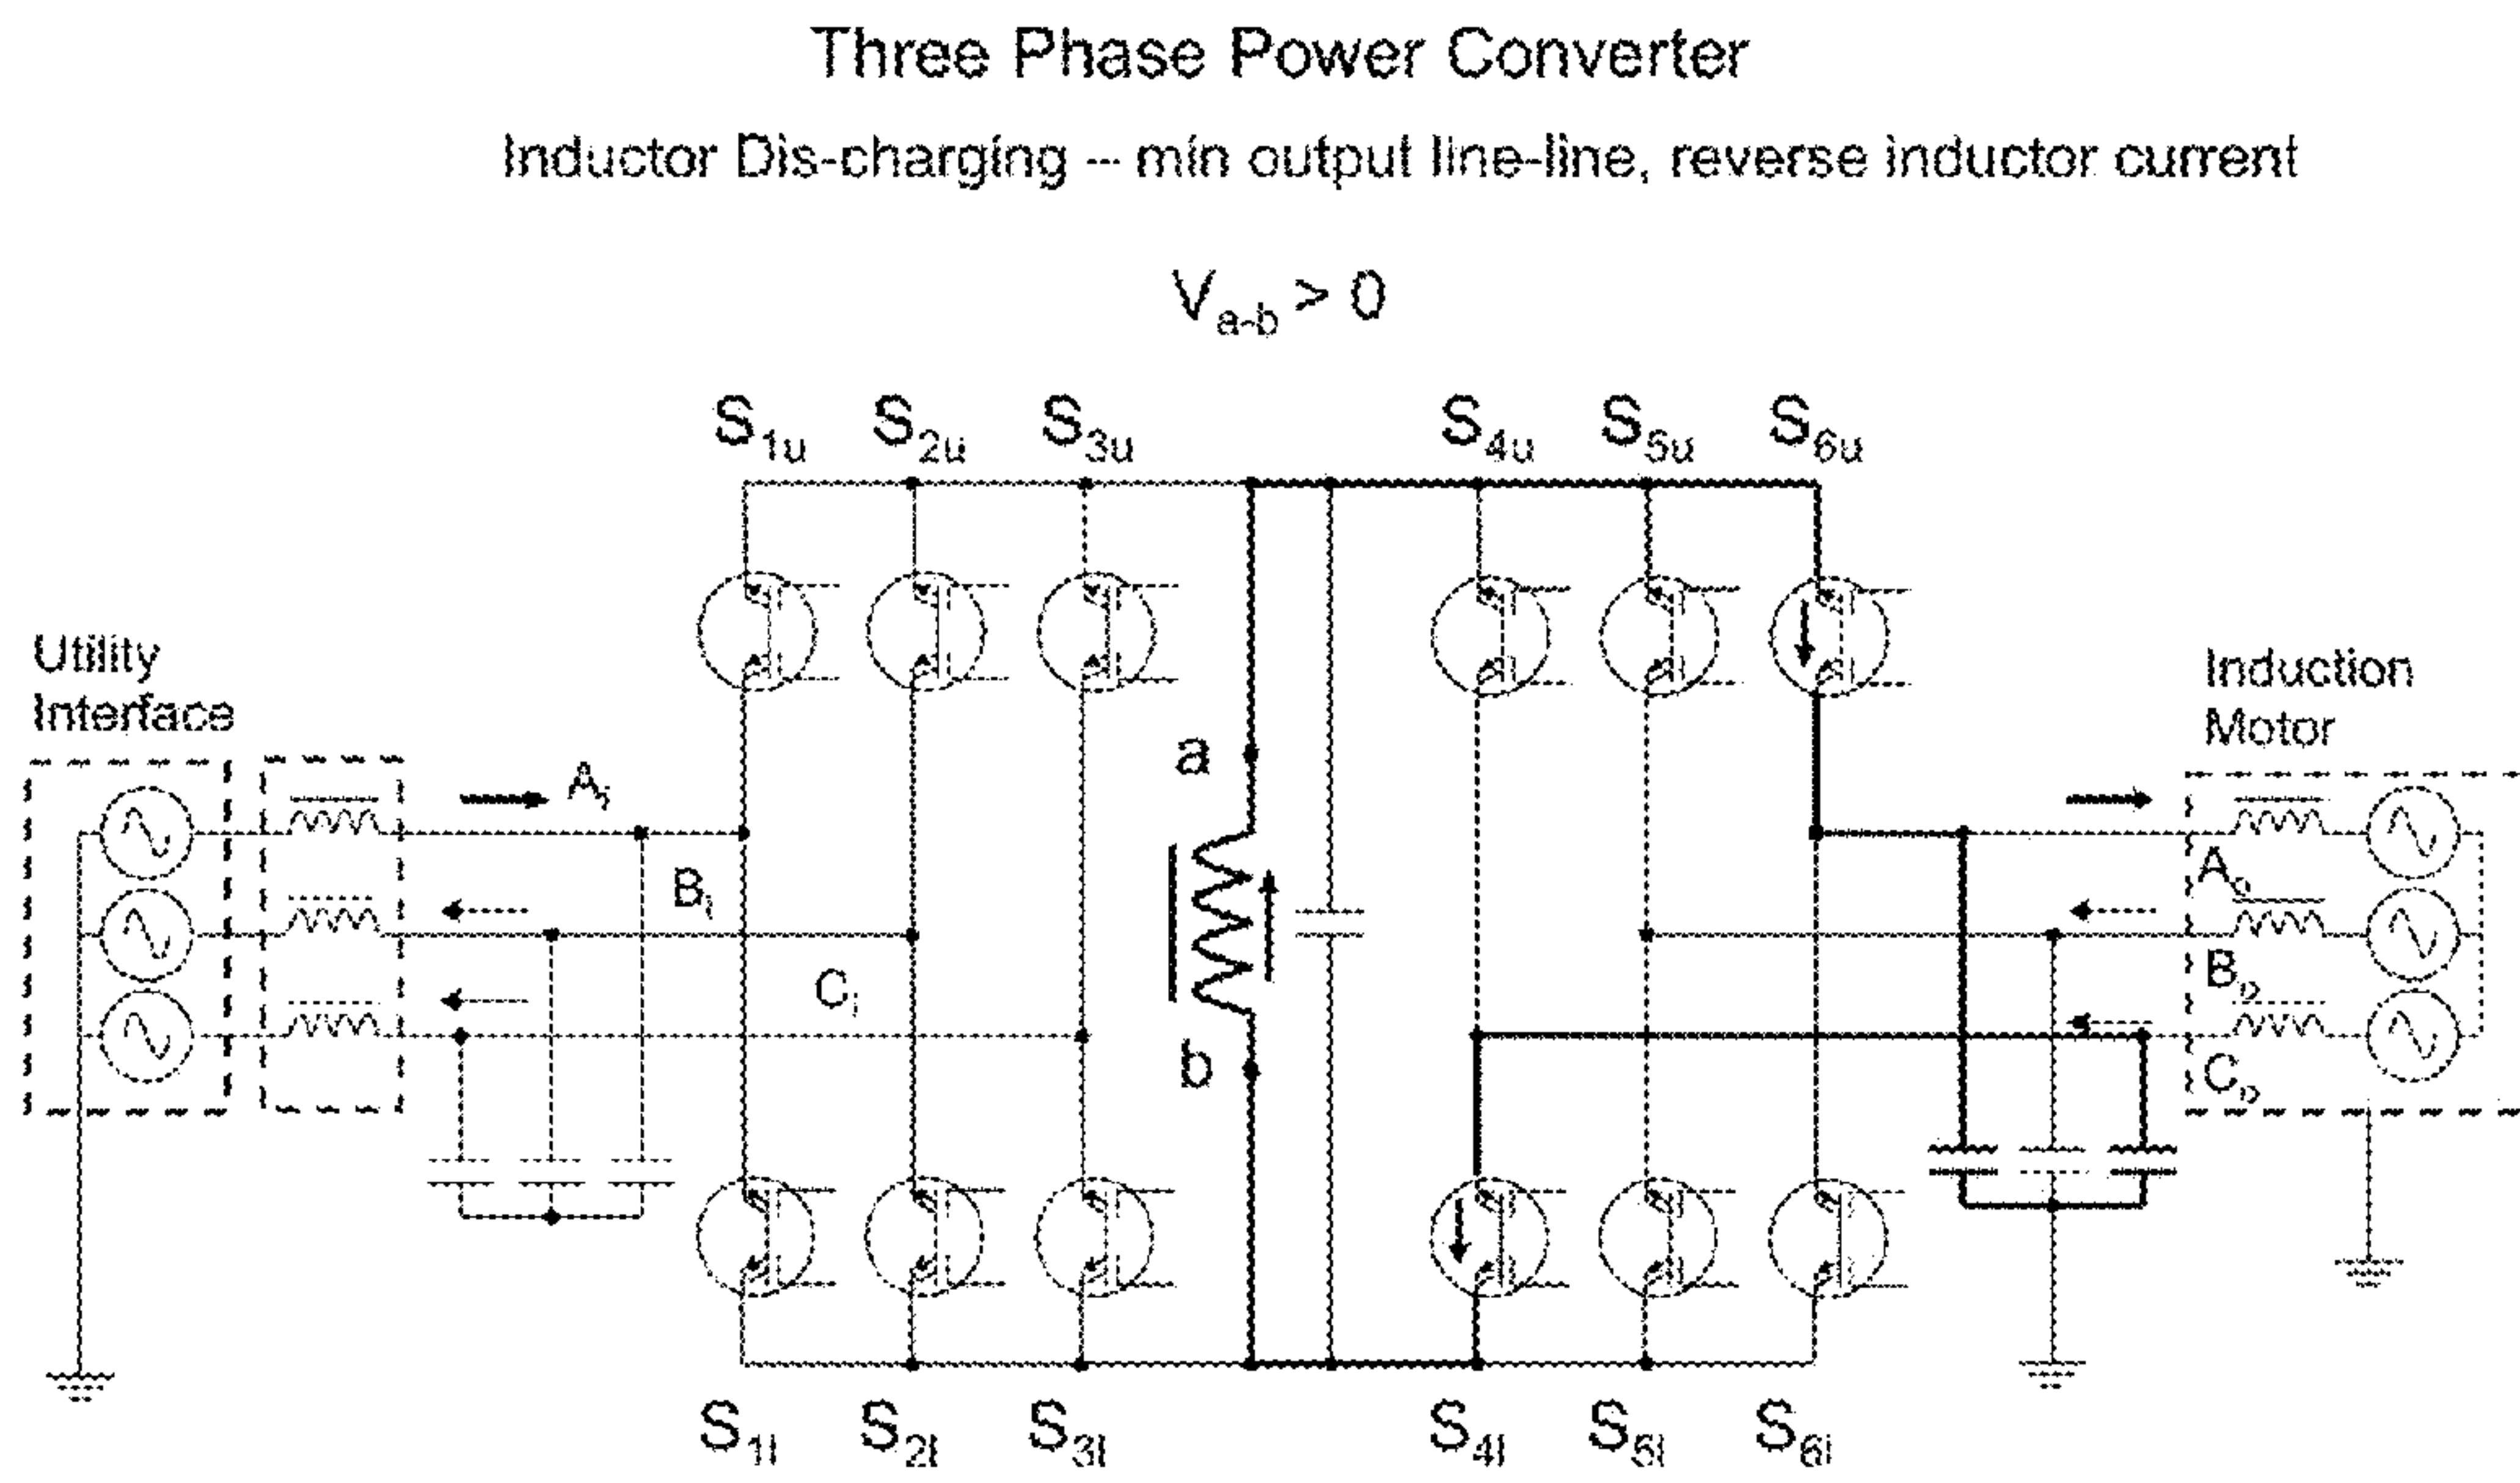 Three Phase Power Converter
Inductor Dis-charging -- min output line-line, reverse inductor current
Va-b > 0
S1u S2u S3u S4u S5u S6u
Utility
Interface
Induction
Motor
a
Ai
Bi
Ao
Bo
Ci
b
Co
S1l S2l S3l S4l S5l S6l